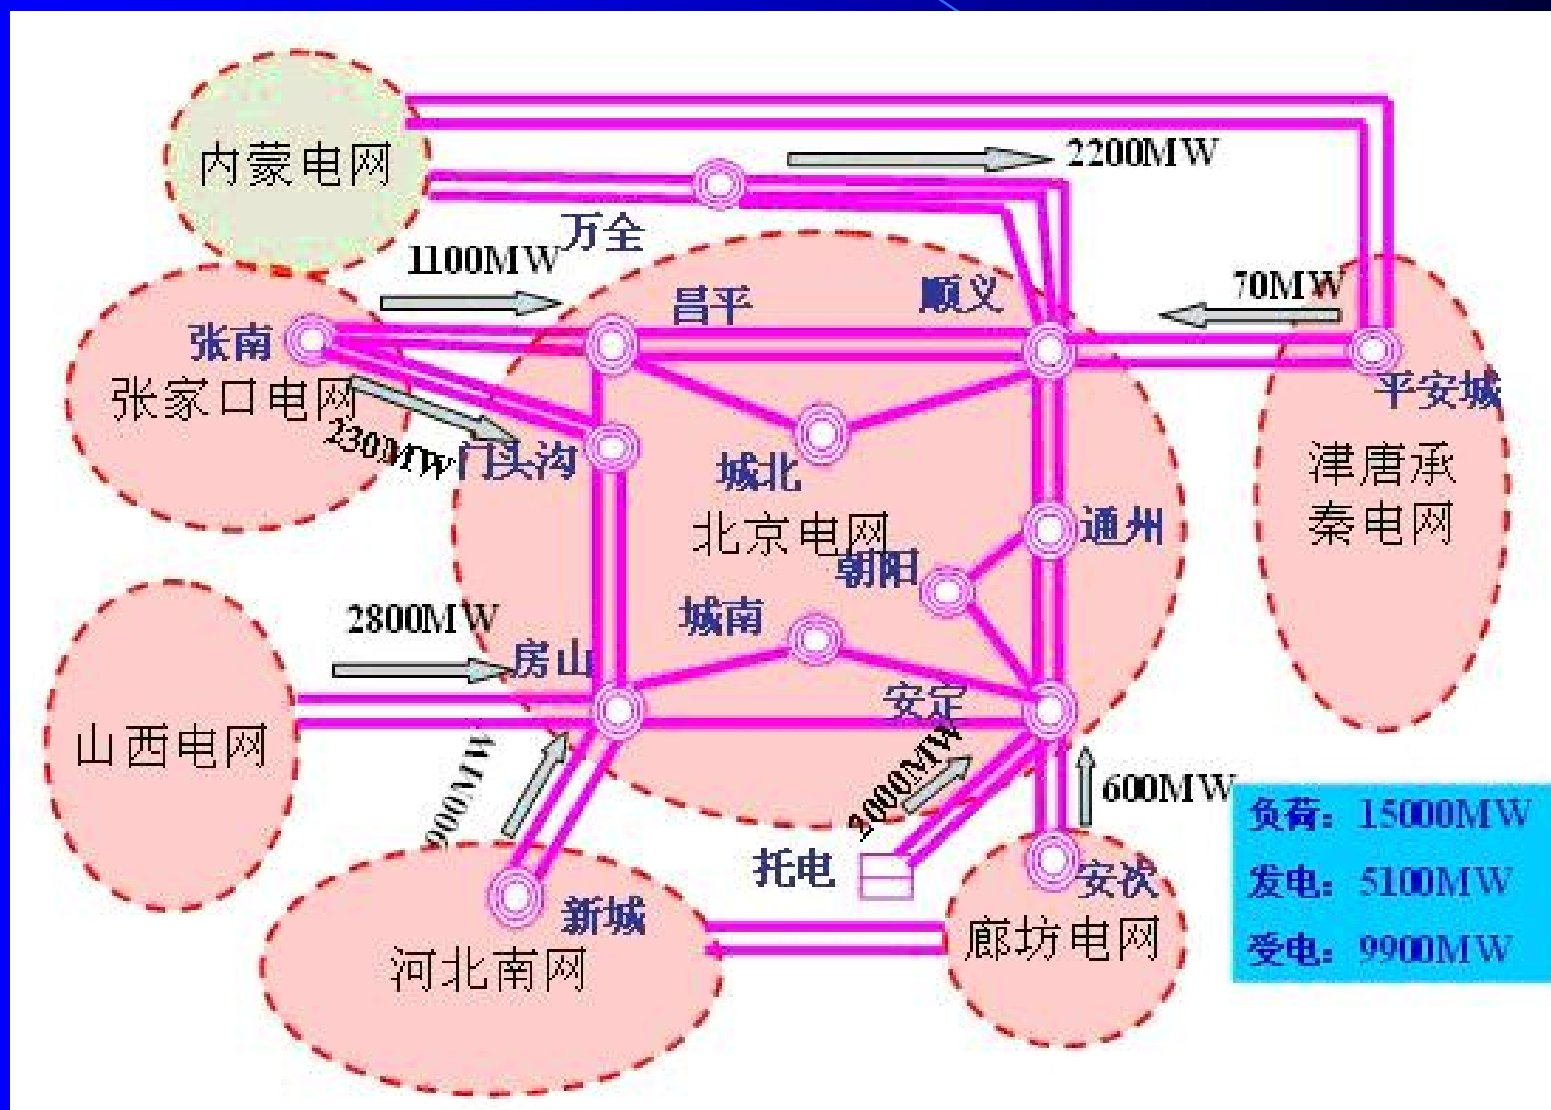 内蒙电网
2200MW
万全
1100MW
昌平
顺义
70MW
张南
张家口电网
230MW
门头沟
城北
平安城
津唐承
秦电网
北京电网
通州
朝阳
城南
2800MW
房山
安定
山西电网
600MW
托电
安次
新城
河北南网
廊坊电网
负荷：15000MW
发电：5100MW
受电：9900MW